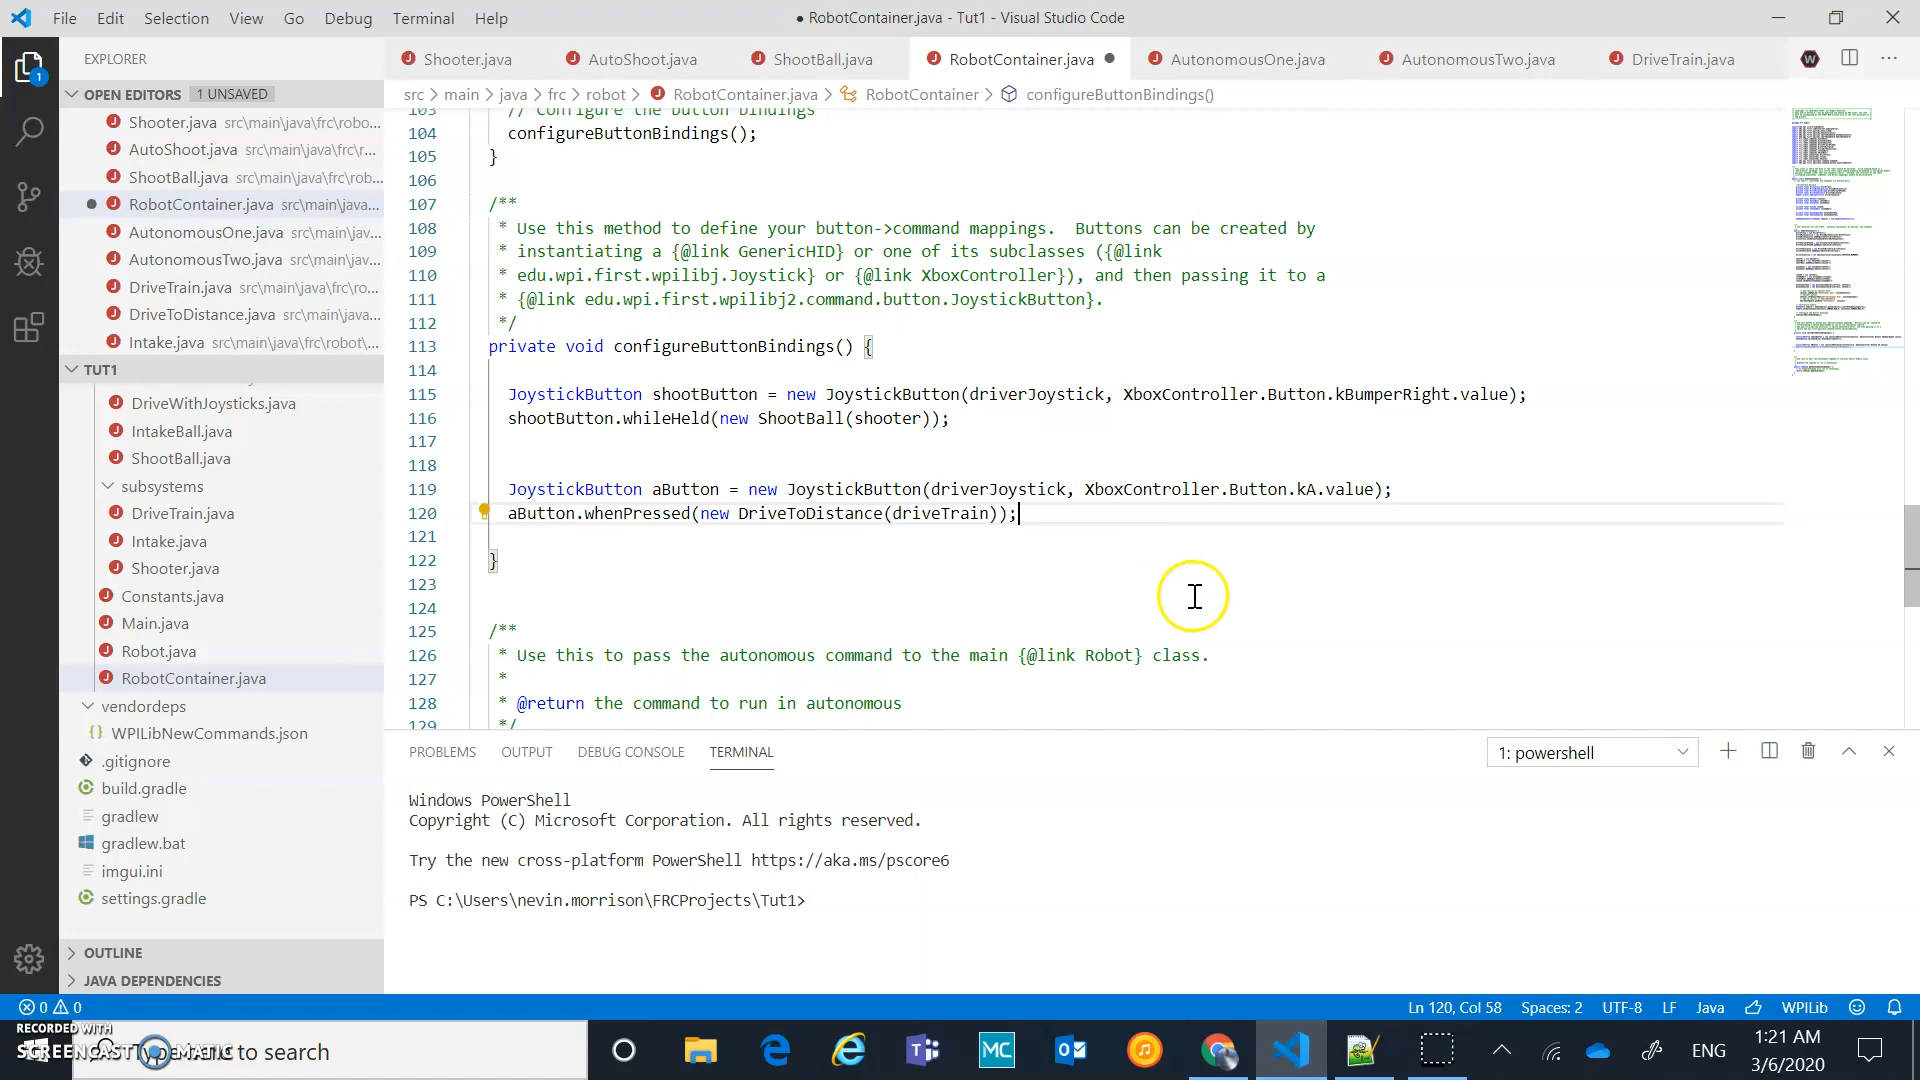 File Edit Selection View Go Debug Terminal Help
● RobotContainer.java - Tut1 - Visual Studio Code
EXPLORER
Shooter.java AutoShoot.java ShootBall.java RobotContainer.java AutonomousOne.java AutonomousTwo.java DriveTrain.java
src > main > java > frc > robot > RobotContainer.java > RobotContainer > configureButtonBindings()
OPEN EDITORS 1 UNSAVED
Shooter.java src\main\java\frc\robo...
AutoShoot.java src\main\java\frc\r...
ShootBall.java src\main\java\frc\rob...
RobotContainer.java src\main\java...
AutonomousOne.java src\main\jav...
AutonomousTwo.java src\main\jav...
DriveTrain.java src\main\java\frc\ro...
DriveToDistance.java src\main\java...
Intake.java src\main\java\frc\robot\...
TUT1
DriveWithJoysticks.java
IntakeBall.java
ShootBall.java
subsystems
DriveTrain.java
Intake.java
Shooter.java
Constants.java
Main.java
Robot.java
RobotContainer.java
vendordeps
{} WPILibNewCommands.json
.gitignore
build.gradle
gradlew
gradlew.bat
imgui.ini
settings.gradle
OUTLINE
JAVA DEPENDENCIES
103 // Configure the button bindings
104 configureButtonBindings();
105 }
106
107 /**
108 * Use this method to define your button->command mappings.  Buttons can be created by
109 * instantiating a {@link GenericHID} or one of its subclasses ({@link
110 * edu.wpi.first.wpilibj.Joystick} or {@link XboxController}), and then passing it to a
111 * {@link edu.wpi.first.wpilibj2.command.button.JoystickButton}.
112 */
113 private void configureButtonBindings() {
114
115 JoystickButton shootButton = new JoystickButton(driverJoystick, XboxController.Button.kBumperRight.value);
116 shootButton.whileHeld(new ShootBall(shooter));
117
118
119 JoystickButton aButton = new JoystickButton(driverJoystick, XboxController.Button.kA.value);
120 aButton.whenPressed(new DriveToDistance(driveTrain));
121
122 }
123
124
125 /**
126 * Use this to pass the autonomous command to the main {@link Robot} class.
127 *
128 * @return the command to run in autonomous
129 */
PROBLEMS OUTPUT DEBUG CONSOLE TERMINAL 1: powershell
Windows PowerShell
Copyright (C) Microsoft Corporation. All rights reserved.
Try the new cross-platform PowerShell https://aka.ms/pscore6
PS C:\Users\nevin.morrison\FRCProjects\Tut1>
0 0 Ln 120, Col 58 Spaces: 2 UTF-8 LF Java WPILib
RECORDED WITH
SCREENCAST MATIC
Type here to search
MC
ENG
1:21 AM
3/6/2020